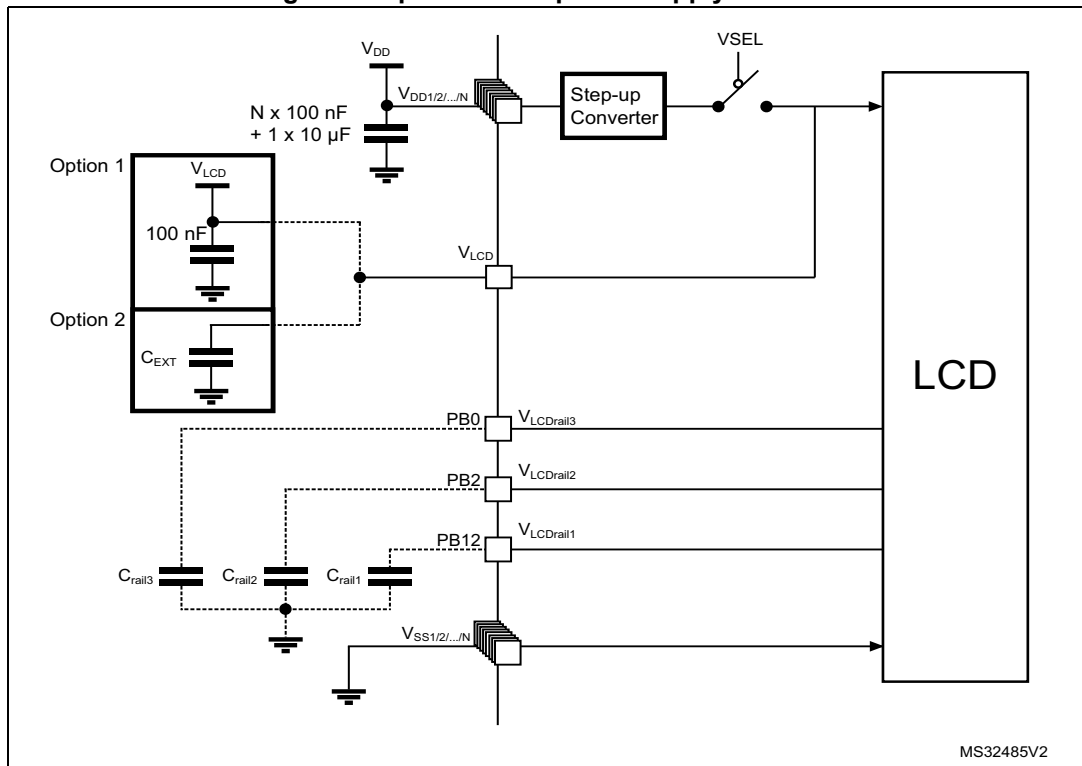 VSEL
VDD
VDD1/2/.../N
Step-up
Converter
N x 100 nF
+ 1 x 10 µF
Option 1
VLCD
100 nF
VLCD
Option 2
CEXT
LCD
PB0
VLCDrail3
PB2
VLCDrail2
PB12
VLCDrail1
Crail3
Crail2
Crail1
VSS1/2/.../N
MS32485V2